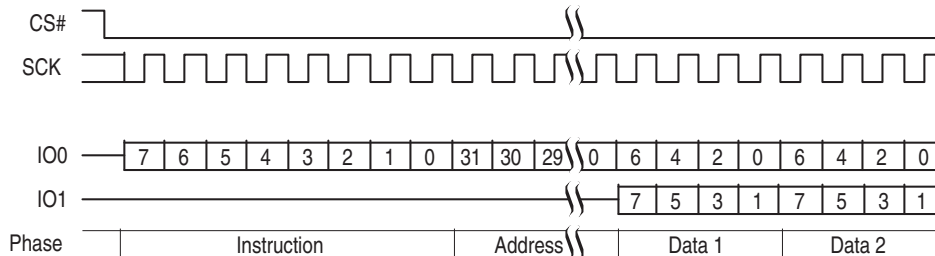 CS#
SCK
IO0 7 6 5 4 3 2 1 0 31 30 29 0 6 4 2 0 6 4 2 0
IO1 7 5 3 1 7 5 3 1
Phase Instruction Address Data 1 Data 2